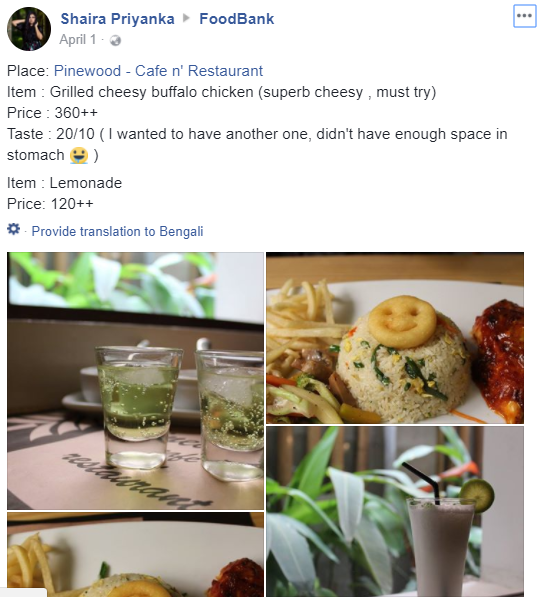 Shaira Priyanka ▸ FoodBank
April 1 ·
Place: Pinewood - Cafe n' Restaurant
Item : Grilled cheesy buffalo chicken (superb cheesy , must try)
Price : 360++
Taste : 20/10 ( I wanted to have another one, didn't have enough space in
stomach 😀 )
Item : Lemonade
Price: 120++
· Provide translation to Bengali
restaurant